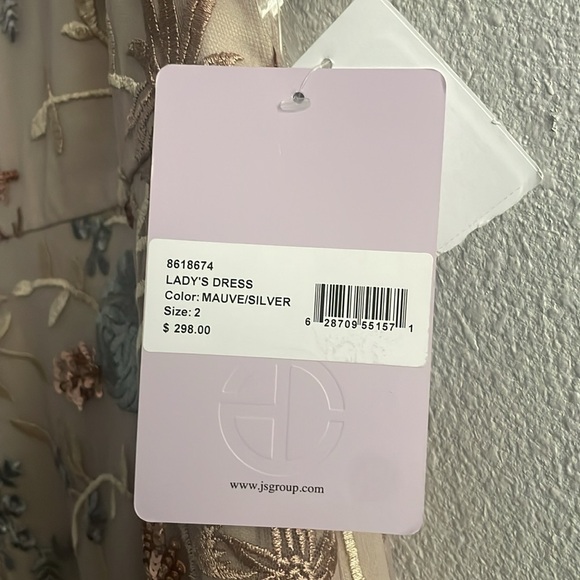 8618674
LADY'S DRESS
Color: MAUVE/SILVER
Size: 2
$ 298.00
6 28709 55157 1
www.jsgroup.com